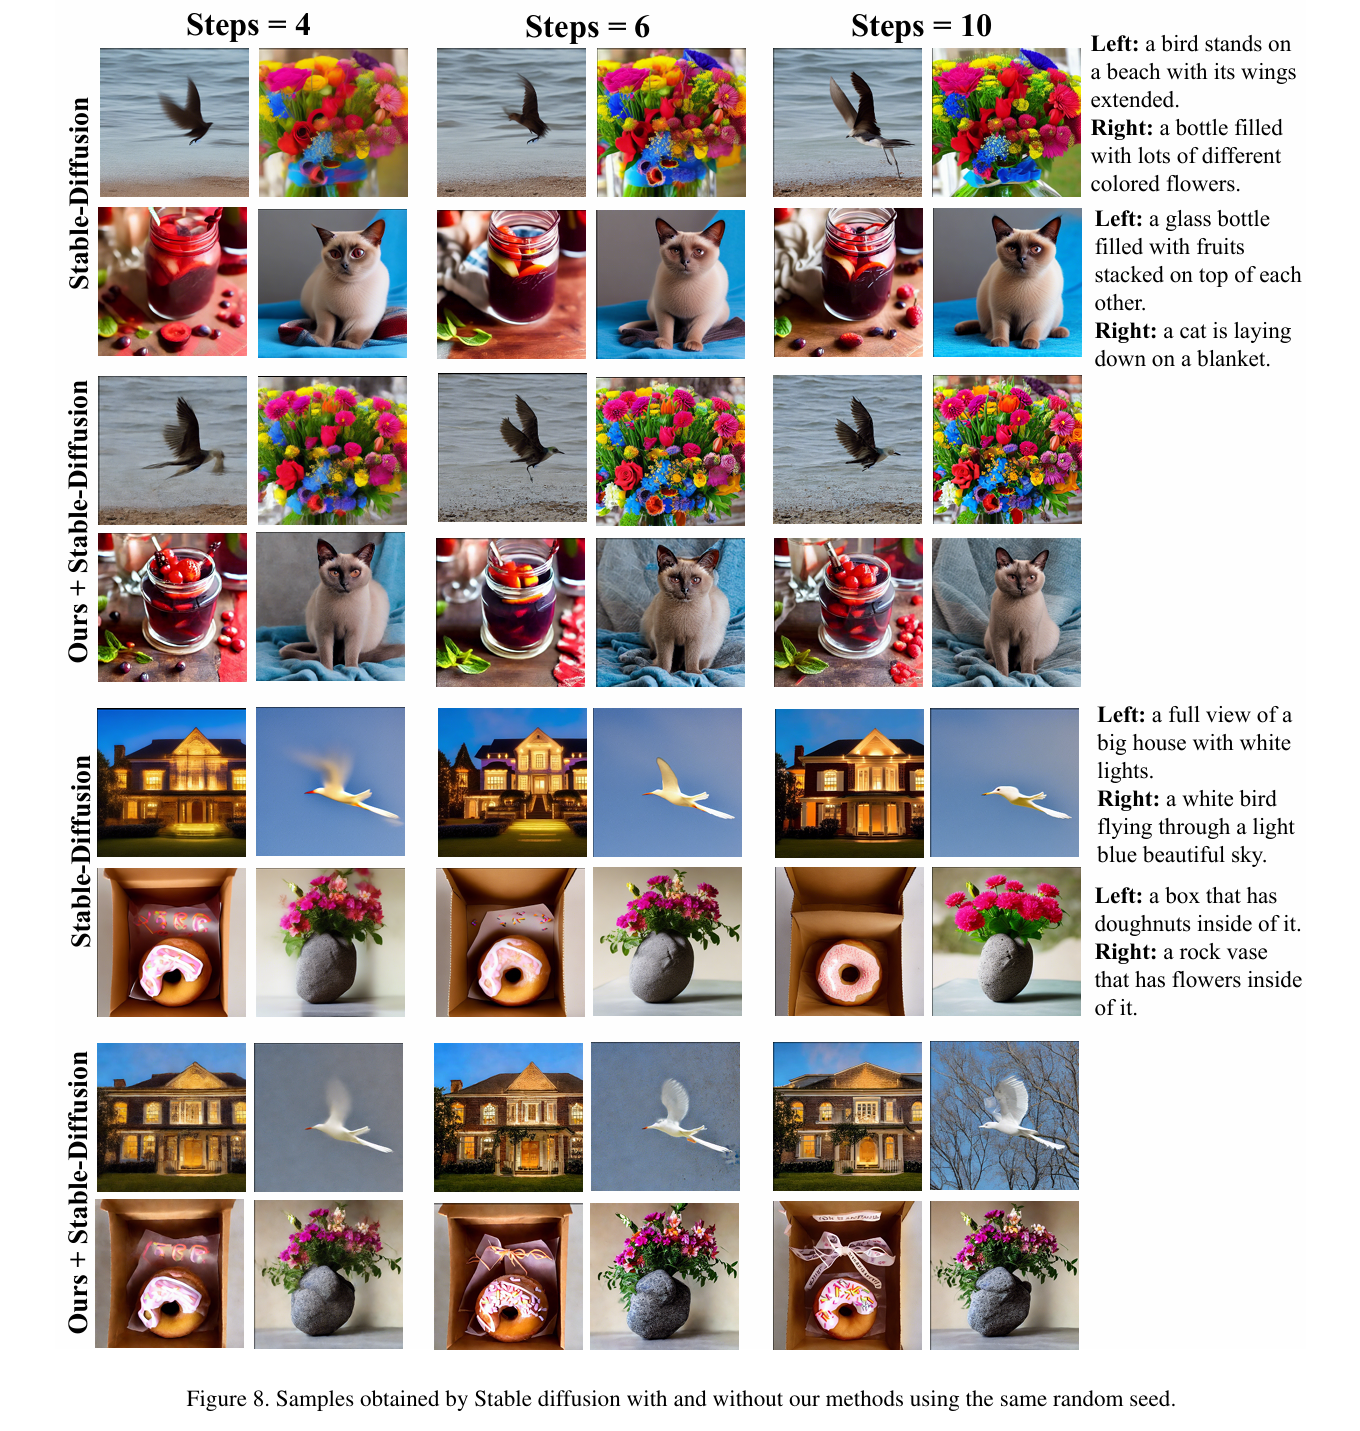 Steps = 4
Steps = 6
Steps = 10
Stable-Diffusion
Left: a bird stands on
a beach with its wings
extended.
Right: a bottle filled
with lots of different
colored flowers.
Left: a glass bottle
filled with fruits
stacked on top of each
other.
Right: a cat is laying
down on a blanket.
Ours + Stable-Diffusion
Stable-Diffusion
Left: a full view of a
big house with white
lights.
Right: a white bird
flying through a light
blue beautiful sky.
Left: a box that has
doughnuts inside of it.
Right: a rock vase
that has flowers inside
of it.
Ours + Stable-Diffusion
Figure 8. Samples obtained by Stable diffusion with and without our methods using the same random seed.